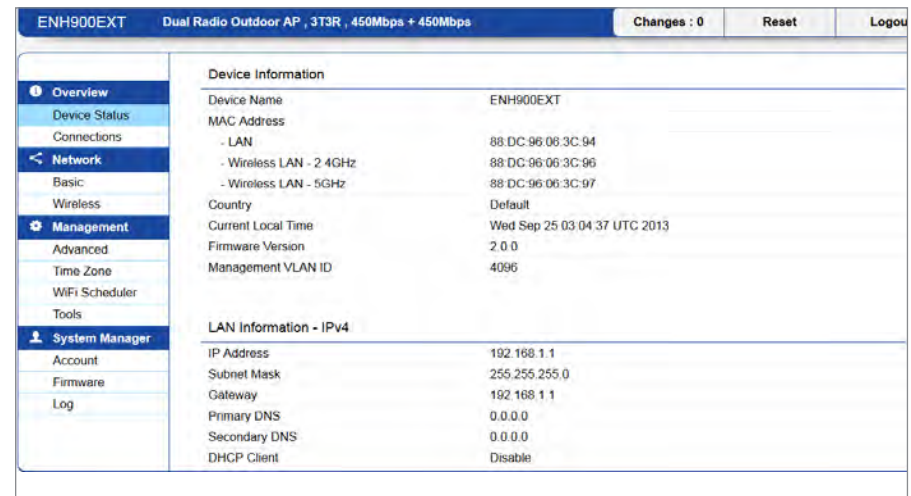 ENH900EXT Dual Radio Outdoor AP , 3T3R , 450Mbps + 450Mbps Changes : 0 Reset Logou
Overview
Device Status
Connections
Network
Basic
Wireless
Management
Advanced
Time Zone
WiFi Scheduler
Tools
System Manager
Account
Firmware
Log
Device Information
Device Name ENH900EXT
MAC Address
- LAN 88:DC:96:06:3C:94
- Wireless LAN - 2.4GHz 88:DC:96:06:3C:96
- Wireless LAN - 5GHz 88:DC:96:06:3C:97
Country Default
Current Local Time Wed Sep 25 03:04:37 UTC 2013
Firmware Version 2.0.0
Management VLAN ID 4096
LAN Information - IPv4
IP Address 192.168.1.1
Subnet Mask 255.255.255.0
Gateway 192.168.1.1
Primary DNS 0.0.0.0
Secondary DNS 0.0.0.0
DHCP Client Disable